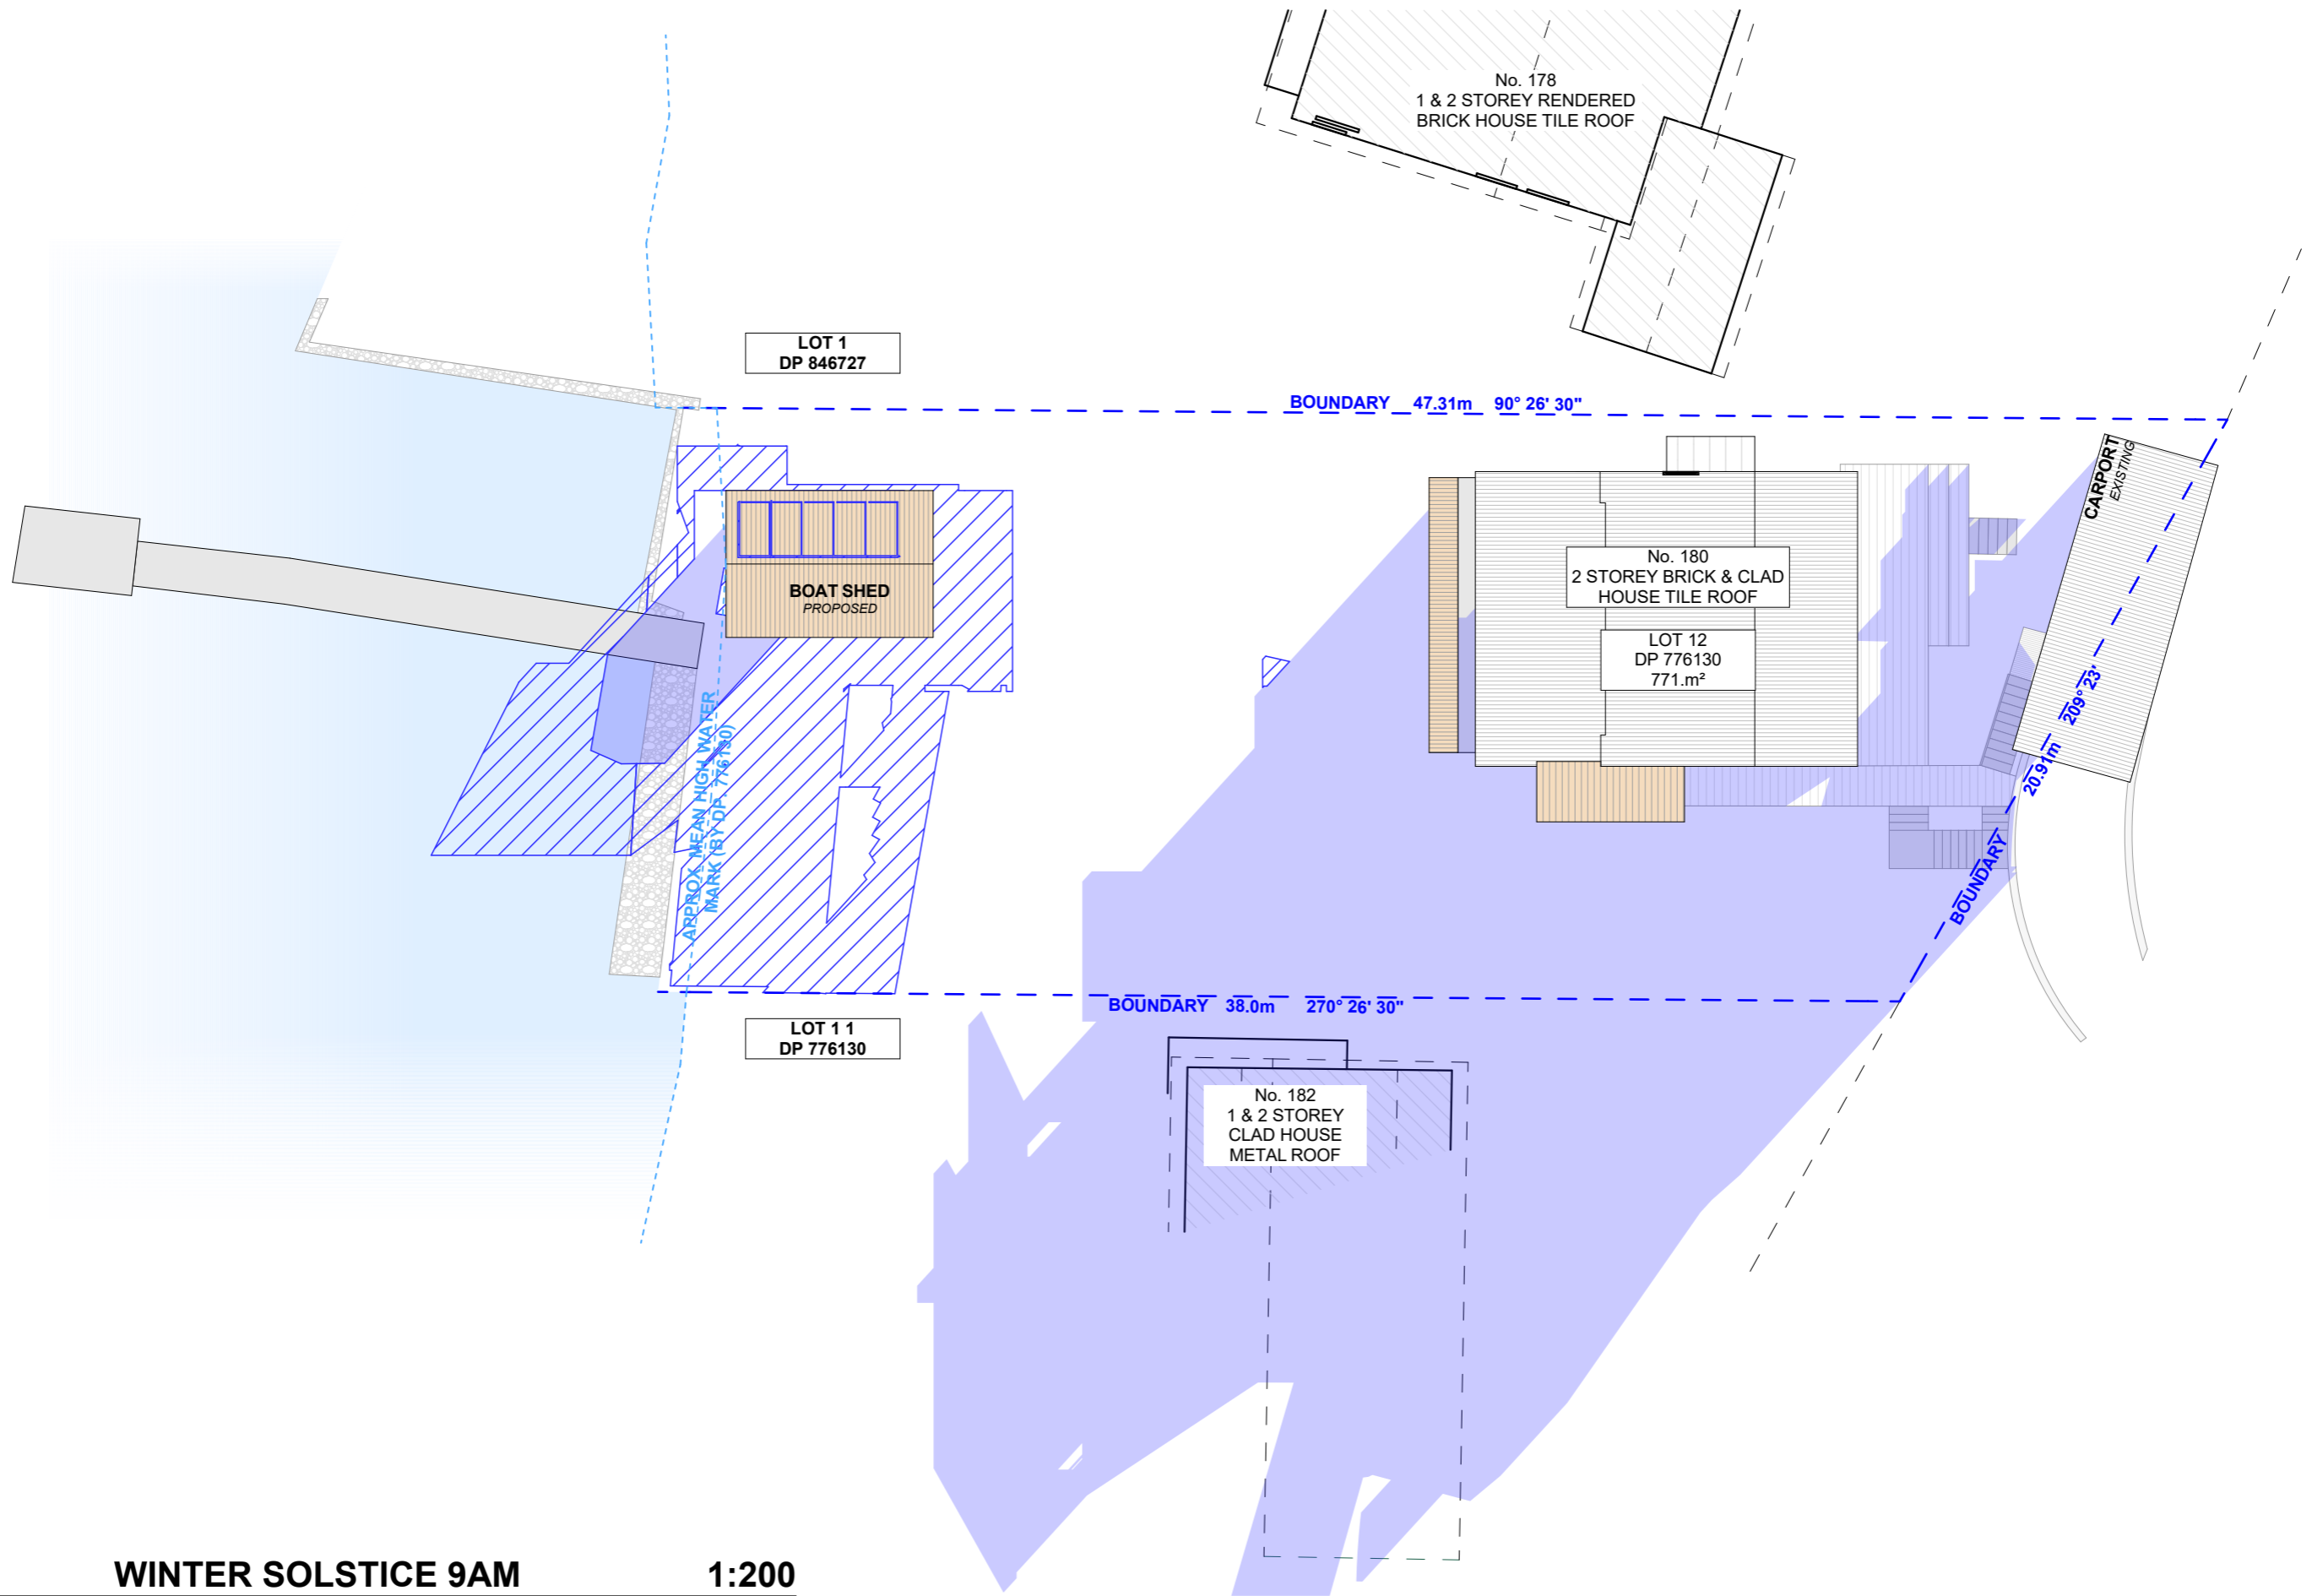 No. 178
1 & 2 STOREY RENDERED
BRICK HOUSE TILE ROOF
LOT 1
DP 846727
BOUNDARY 47.31m 90° 26' 30"
CARPORT
EXISTING
BOAT SHED
PROPOSED
No. 180
2 STOREY BRICK & CLAD
HOUSE TILE ROOF
LOT 12
DP 776130
771.m²
APPROX MEAN HIGH WATER
MARK (BY DP. 776130)
BOUNDARY 20.91m 209° 23'
BOUNDARY 38.0m 270° 26' 30"
LOT 1 1
DP 776130
No. 182
1 & 2 STOREY
CLAD HOUSE
METAL ROOF
WINTER SOLSTICE 9AM 1:200